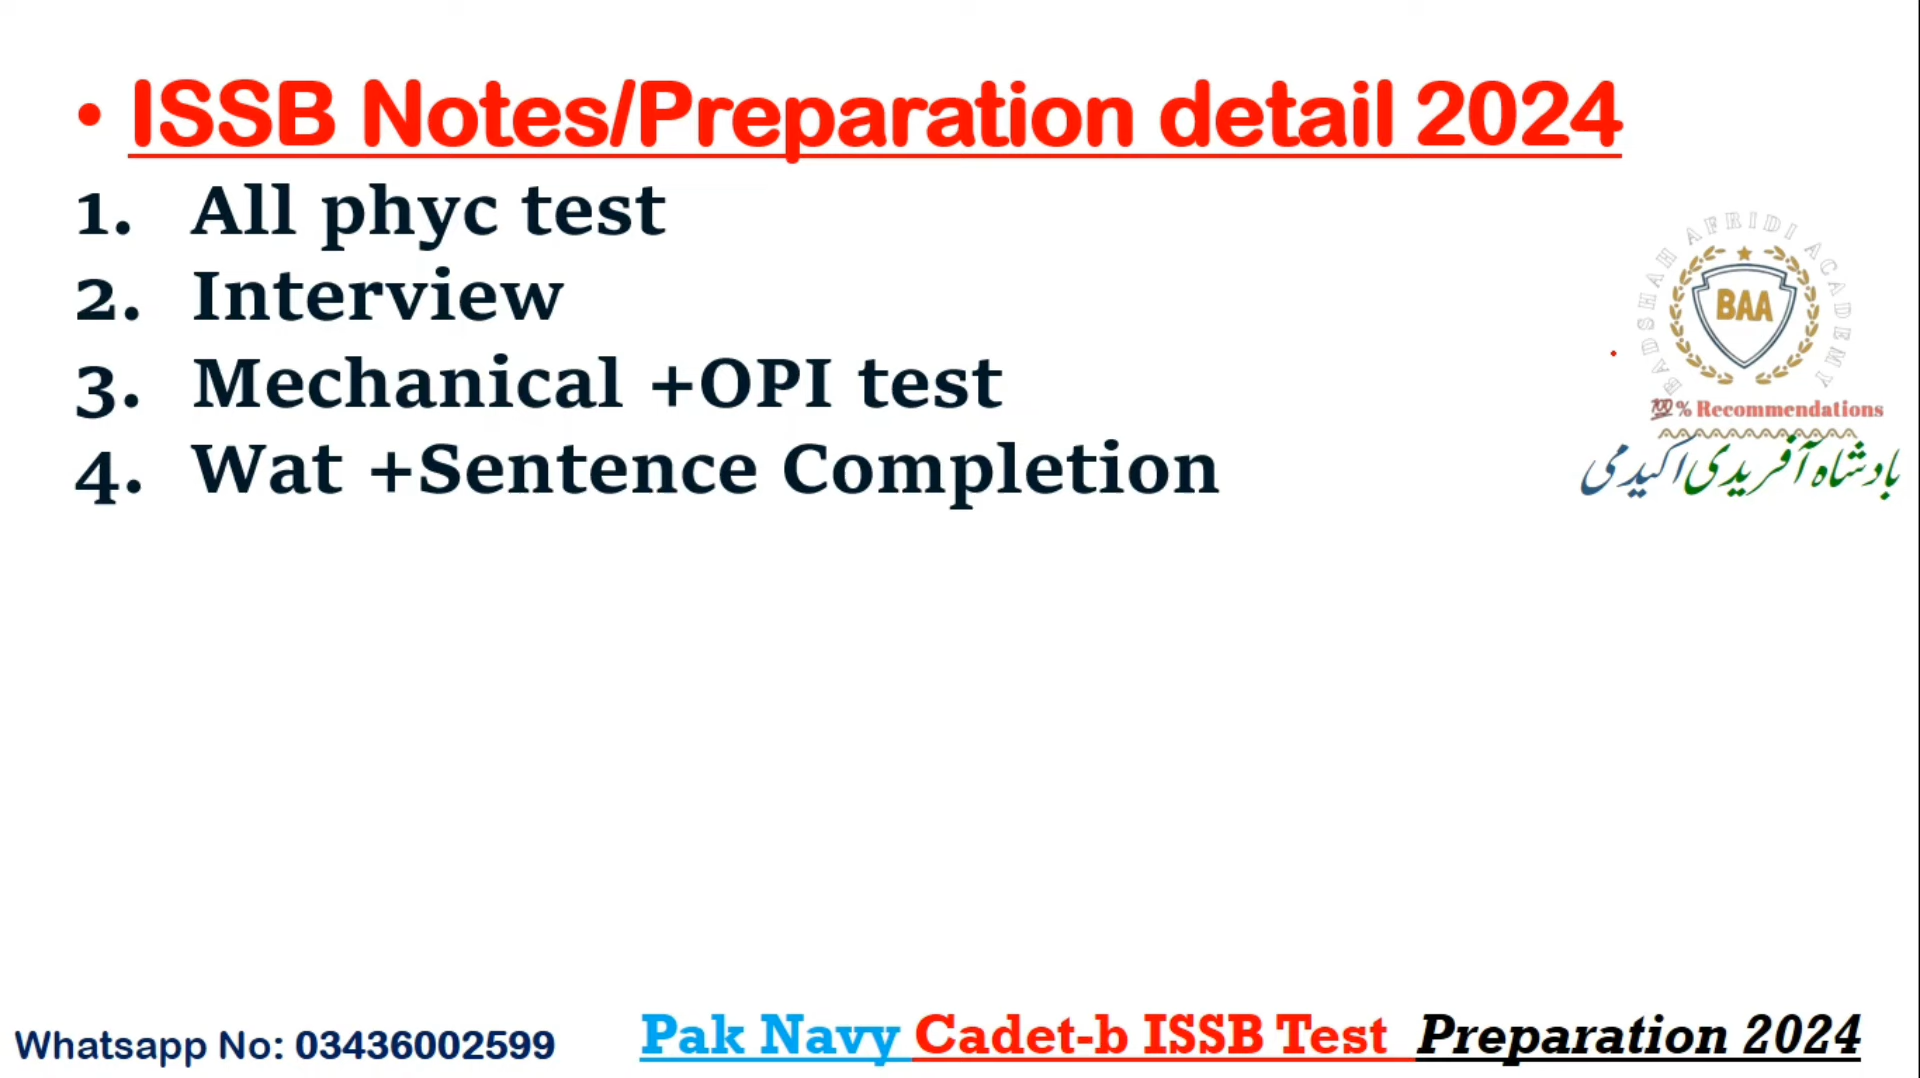 • ISSB Notes/Preparation detail 2024
1. All phyc test
2. Interview
3. Mechanical +OPI test
4. Wat +Sentence Completion
BADSHAH AFRIDI ACADEMY
BAA
💯% Recommendations
بادشاہ آفریدی اکیدمی
Whatsapp No: 03436002599
Pak Navy Cadet-b ISSB Test Preparation 2024